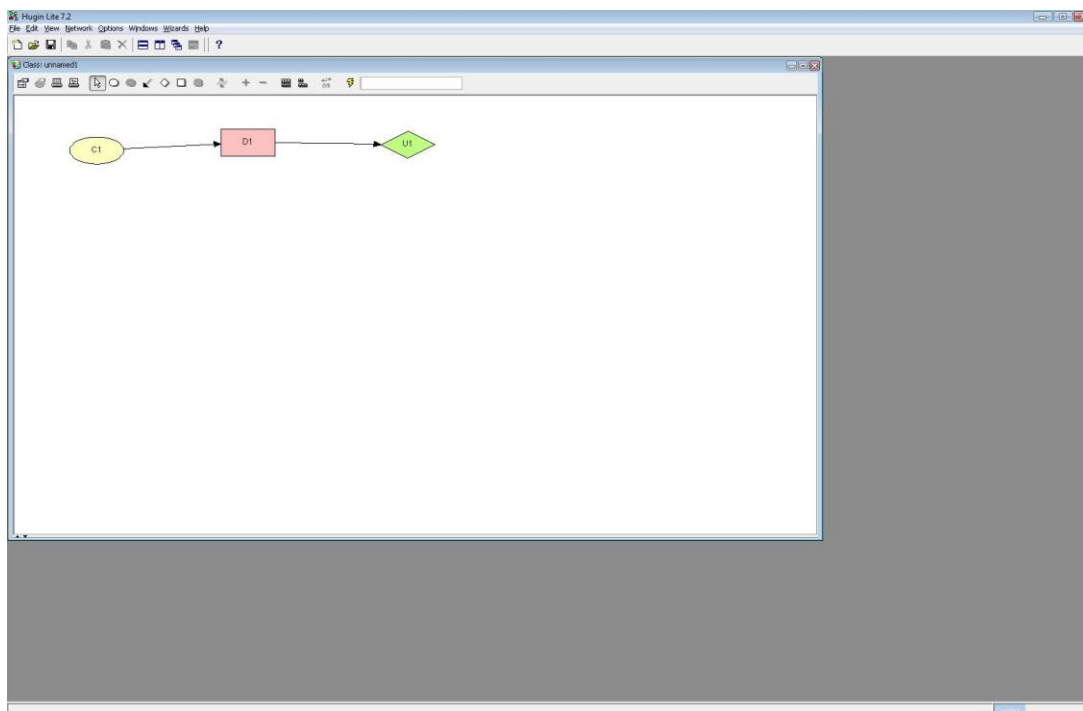 Hugin Lite 7.2
File Edit View Network Options Windows Wizards Help
?
Class: unnamed1
C1
D1
U1